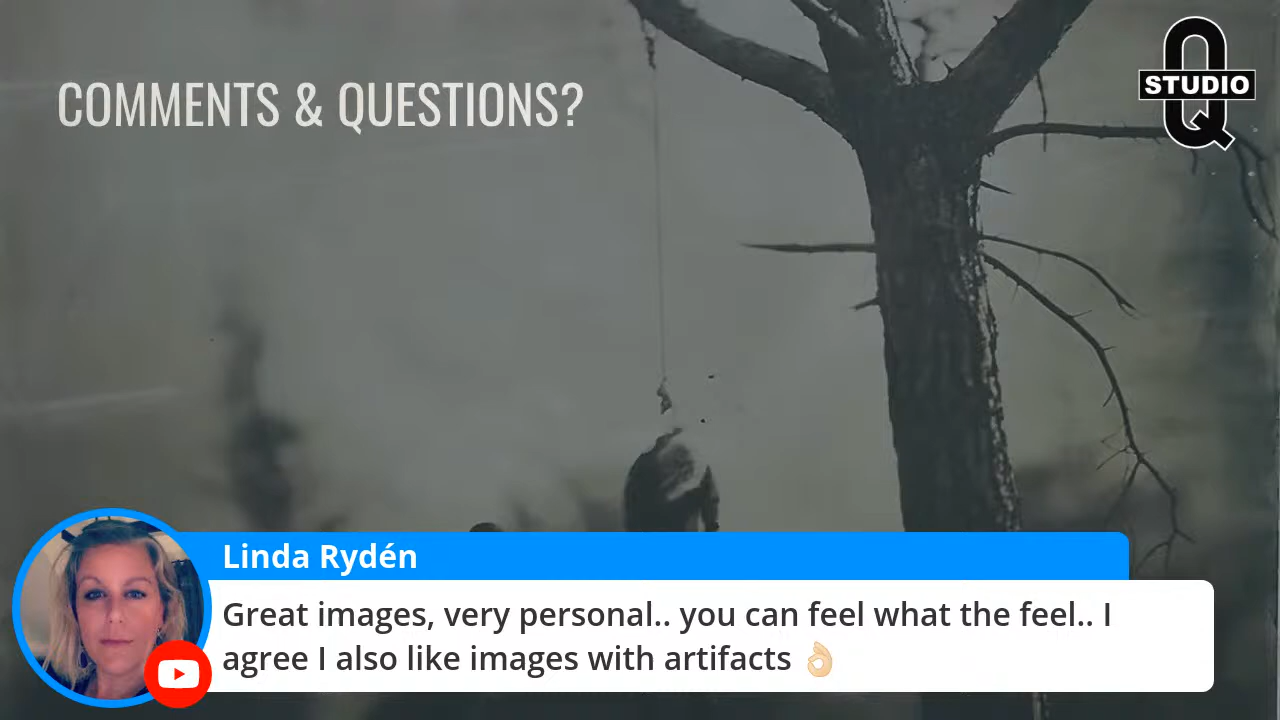 COMMENTS & QUESTIONS?
Q
STUDIO
Linda Rydén
Great images, very personal.. you can feel what the feel.. I
agree I also like images with artifacts 👌🏻